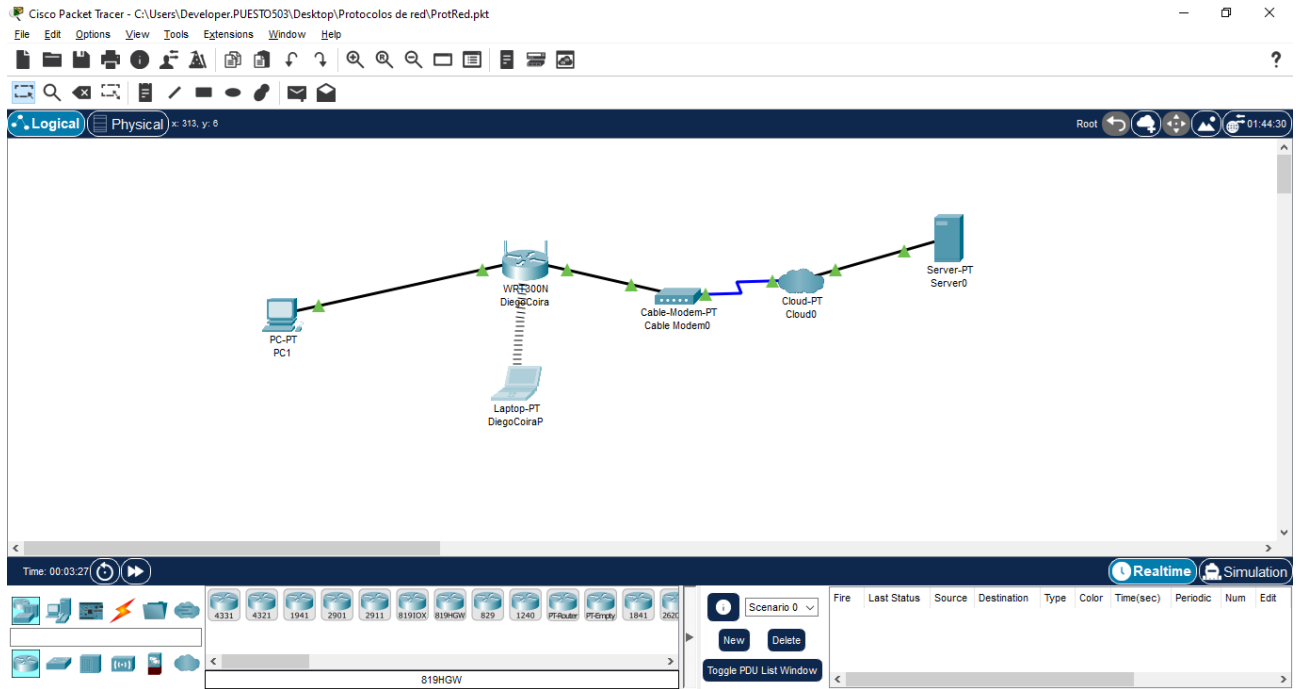 Cisco Packet Tracer - C:\Users\Developer.PUESTO503\Desktop\Protocolos de red\ProtRed.pkt
File Edit Options View Tools Extensions Window Help
?
Logical Physical x: 313, y: 6 Root 01:44:30
Server-PT
Server0
WRT300N
DiegoCoira
Cloud-PT
Cloud0
Cable-Modem-PT
Cable Modem0
PC-PT
PC1
Laptop-PT
DiegoCoiraP
Time: 00:03:27 Realtime Simulation
4331 4321 1941 2901 2911 819IOX 819HGW 829 1240 PT-Router PT-Empty 1841 2620
819HGW
Scenario 0
New Delete
Toggle PDU List Window
Fire Last Status Source Destination Type Color Time(sec) Periodic Num Edit